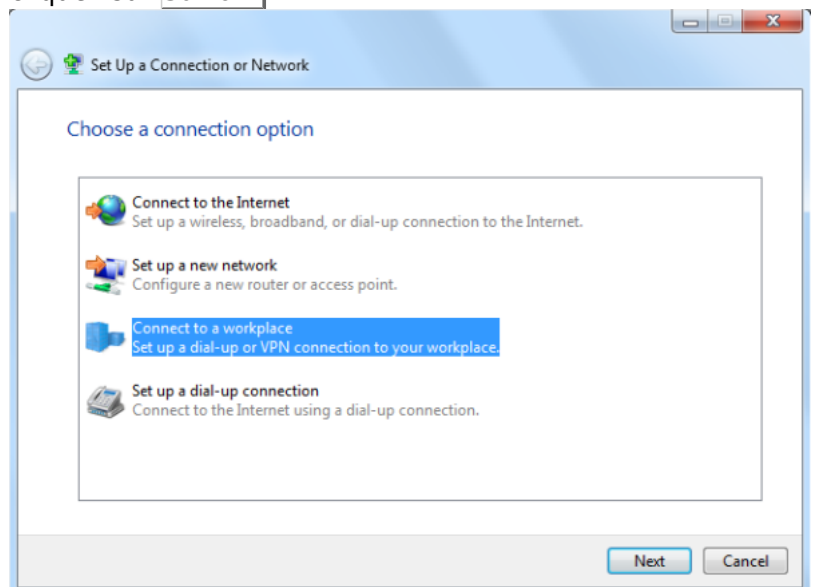 Set Up a Connection or Network
Choose a connection option
Connect to the Internet
Set up a wireless, broadband, or dial-up connection to the Internet.
Set up a new network
Configure a new router or access point.
Connect to a workplace
Set up a dial-up or VPN connection to your workplace.
Set up a dial-up connection
Connect to the Internet using a dial-up connection.
Next Cancel